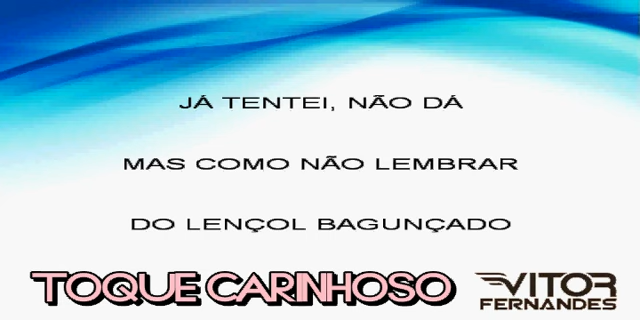 JÁ TENTEI, NÃO DÁ
MAS COMO NÃO LEMBRAR
DO LENÇOL BAGUNÇADO
TOQUE CARINHOSO
VITOR
FERNANDES